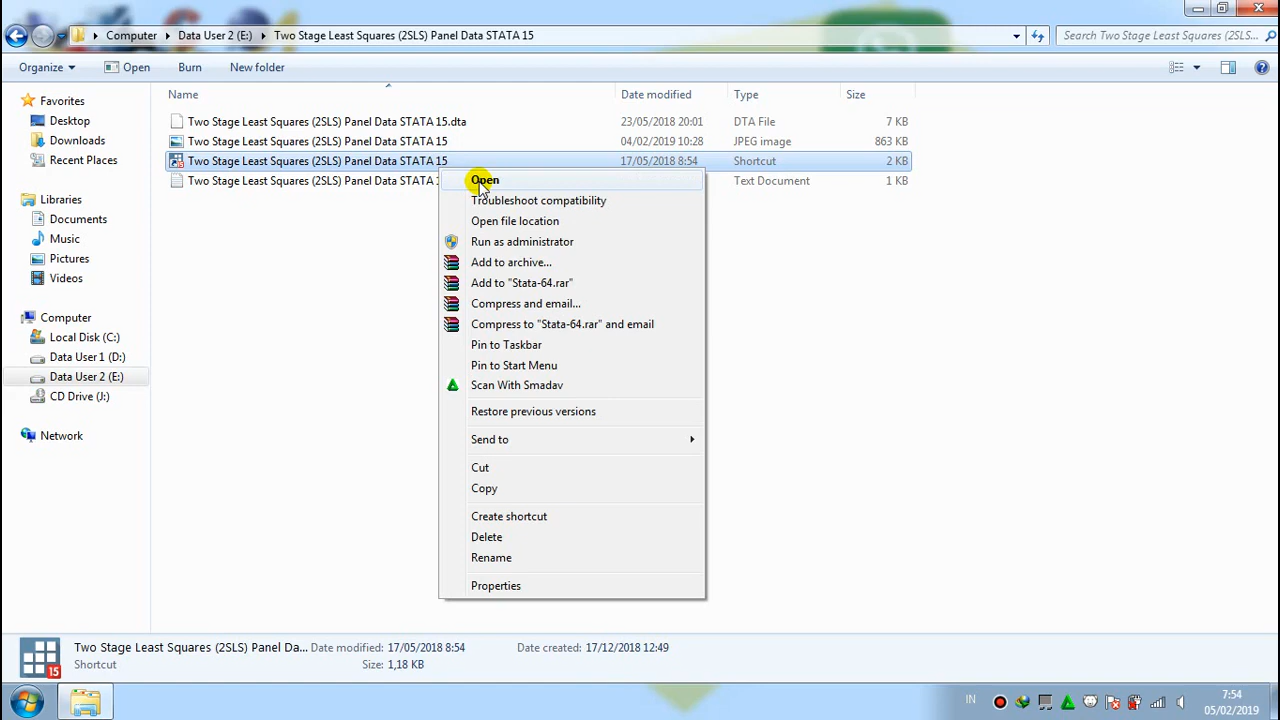 Computer Data User 2 (E:) Two Stage Least Squares (2SLS) Panel Data STATA 15
Search Two Stage Least Squares (2SLS) Panel Data STATA 15...
Organize Open Burn New folder
Name Date modified Type Size
Favorites
Desktop
Downloads
Recent Places
Libraries
Documents
Music
Pictures
Videos
Computer
Local Disk (C:)
Data User 1 (D:)
Data User 2 (E:)
CD Drive (J:)
Network
Two Stage Least Squares (2SLS) Panel Data STATA 15.dta 23/05/2018 20:01 DTA File 7 KB
Two Stage Least Squares (2SLS) Panel Data STATA 15 04/02/2019 10:28 JPEG image 863 KB
Two Stage Least Squares (2SLS) Panel Data STATA 15 17/05/2018 8:54 Shortcut 2 KB
Two Stage Least Squares (2SLS) Panel Data STATA Text Document 1 KB
Open
Troubleshoot compatibility
Open file location
Run as administrator
Add to archive...
Add to "Stata-64.rar"
Compress and email...
Compress to "Stata-64.rar" and email
Pin to Taskbar
Pin to Start Menu
Scan With Smadav
Restore previous versions
Send to
Cut
Copy
Create shortcut
Delete
Rename
Properties
15
Two Stage Least Squares (2SLS) Panel Da... Date modified: 17/05/2018 8:54 Date created: 17/12/2018 12:49
Shortcut Size: 1,18 KB
IN
7:54
05/02/2019